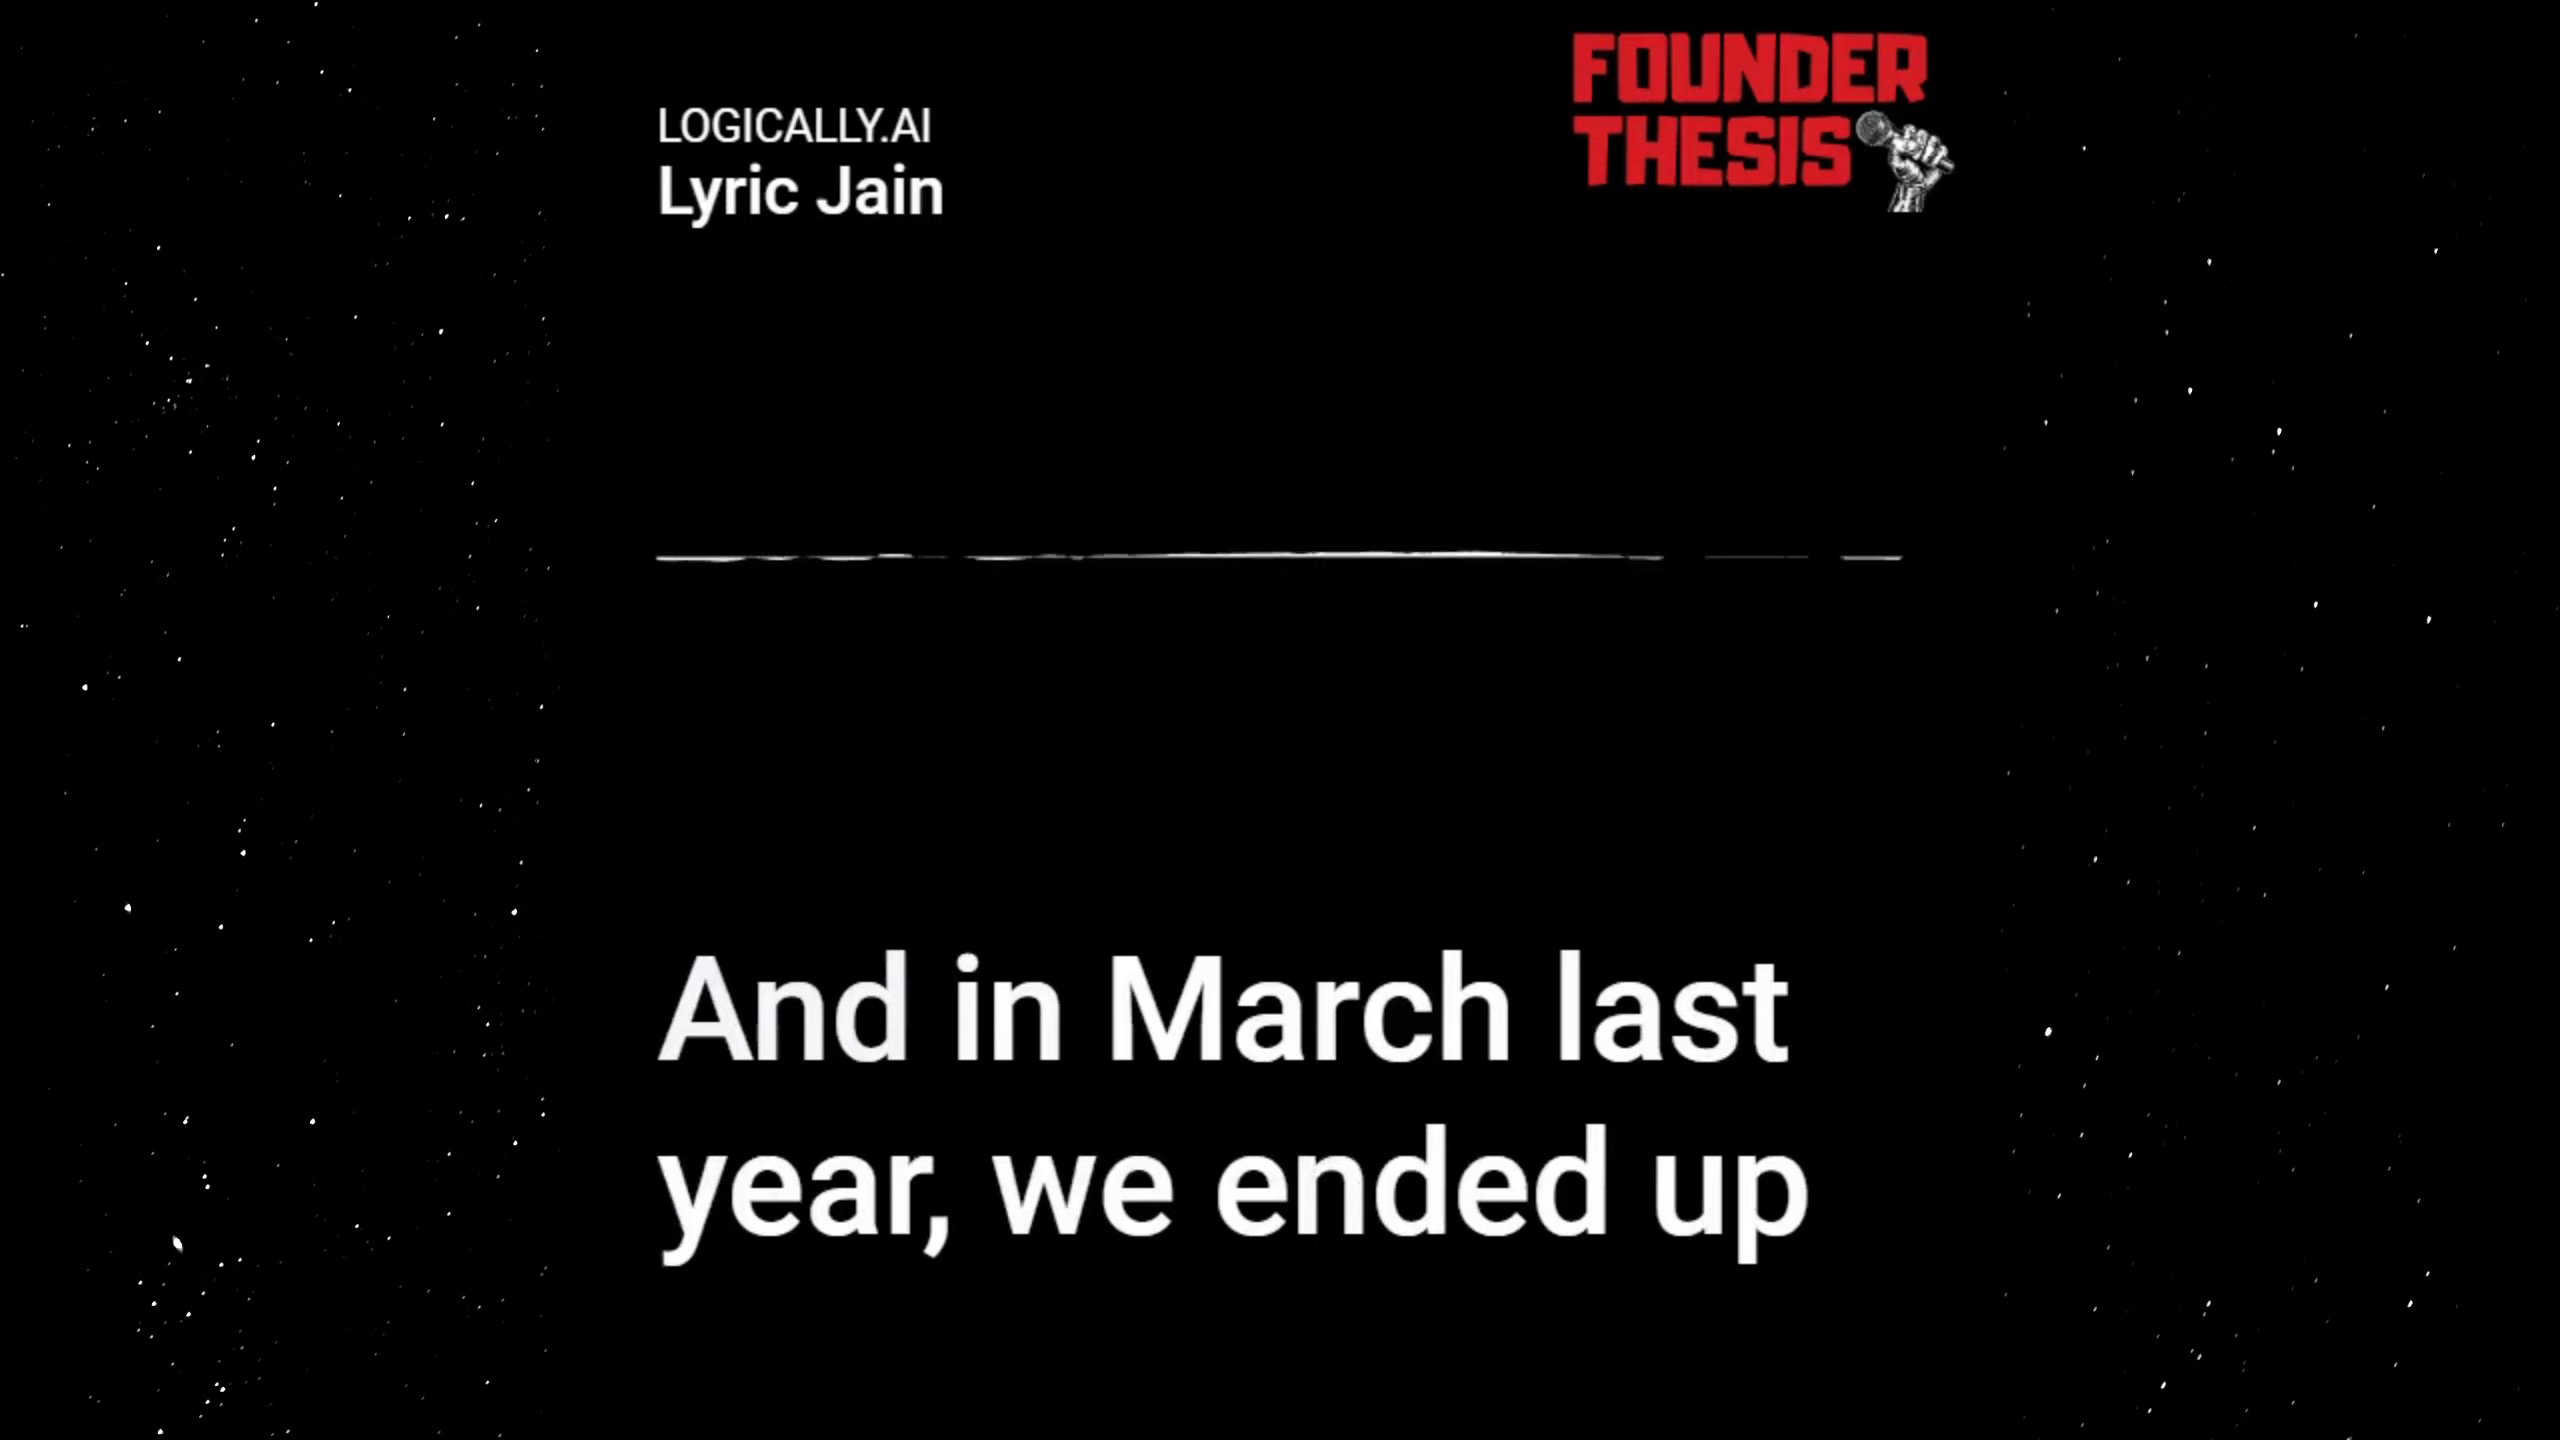 LOGICALLY.AI
Lyric Jain
FOUNDER
THESIS
And in March last
year, we ended up